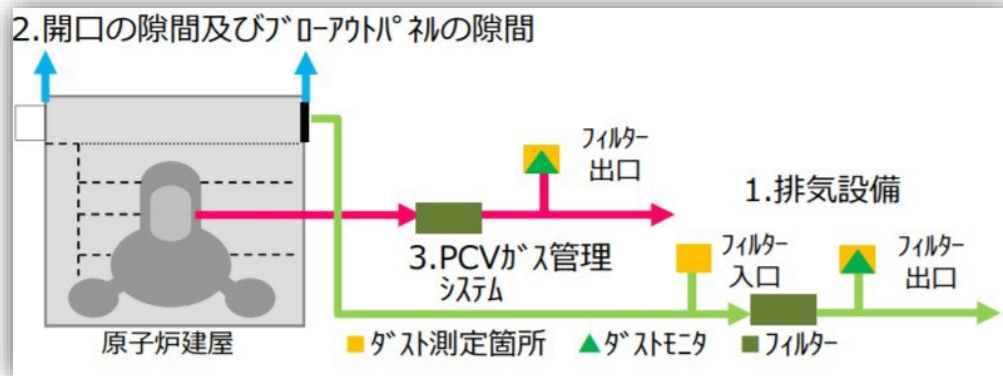 2.開口の隙間及びﾌﾞﾛｰｱｳﾄﾊﾟﾈﾙの隙間
ﾌｨﾙﾀｰ
出口
1.排気設備
3.PCVｶﾞｽ管理
ｼｽﾃﾑ
ﾌｨﾙﾀｰ
入口
ﾌｨﾙﾀｰ
出口
原子炉建屋
■ﾀﾞｽﾄ測定箇所 ▲ﾀﾞｽﾄﾓﾆﾀ ■ﾌｨﾙﾀｰ